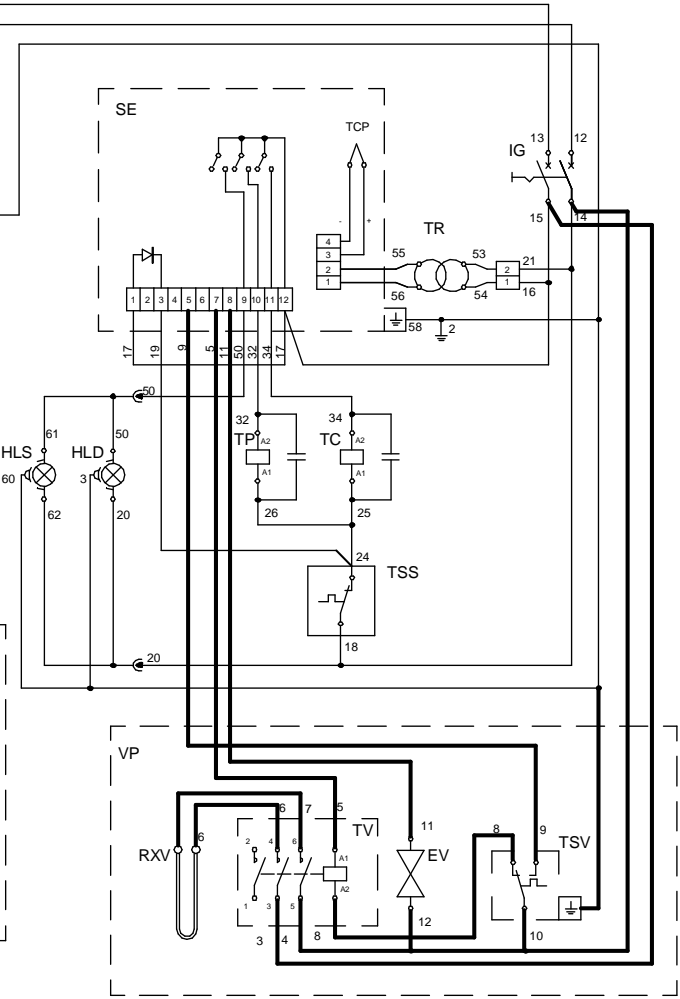 SE
TCP
13
12
IG
-
+
15
14
TR
4
3
2
1
55
53
56
54
2
1
21
16
1 2 3 4 5 6 7 8 9 10 11 12
58
2
17
19
9
5
11
50
32
34
17
50
61
50
HLS
HLD
60
3
62
20
32
34
TP
A2
A1
TC
A2
A1
26
25
24
TSS
18
20
VP
6
7
5
8
9
11
TV
TSV
2
4
6
A1
6
RXV
EV
A2
1
3
5
12
3
4
8
10